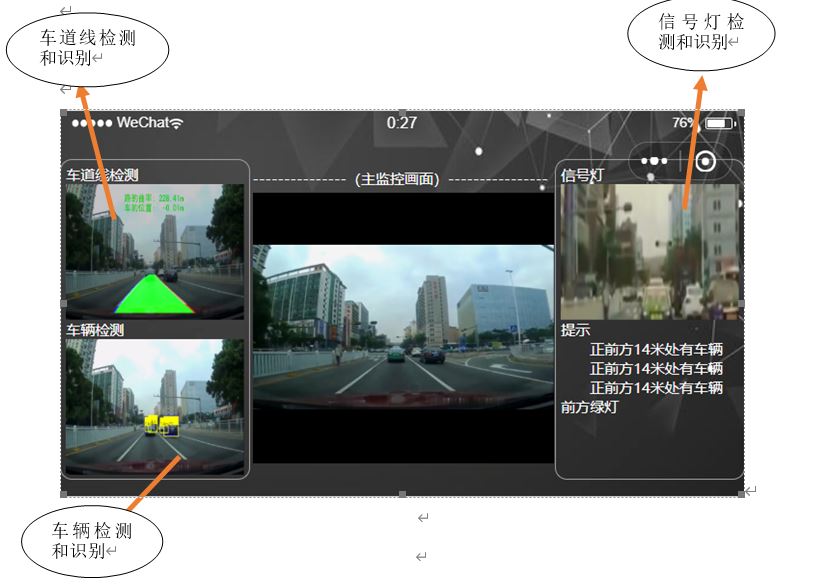 车道线检测
和识别
信号灯检
测和识别
WeChat
0:27
76%
车道线检测
(主监控画面)
信号灯
路的曲率: 228.41m
车的位置: -0.01m
车辆检测
提示
正前方14米处有车辆
正前方14米处有车辆
正前方14米处有车辆
前方绿灯
车辆检测
和识别